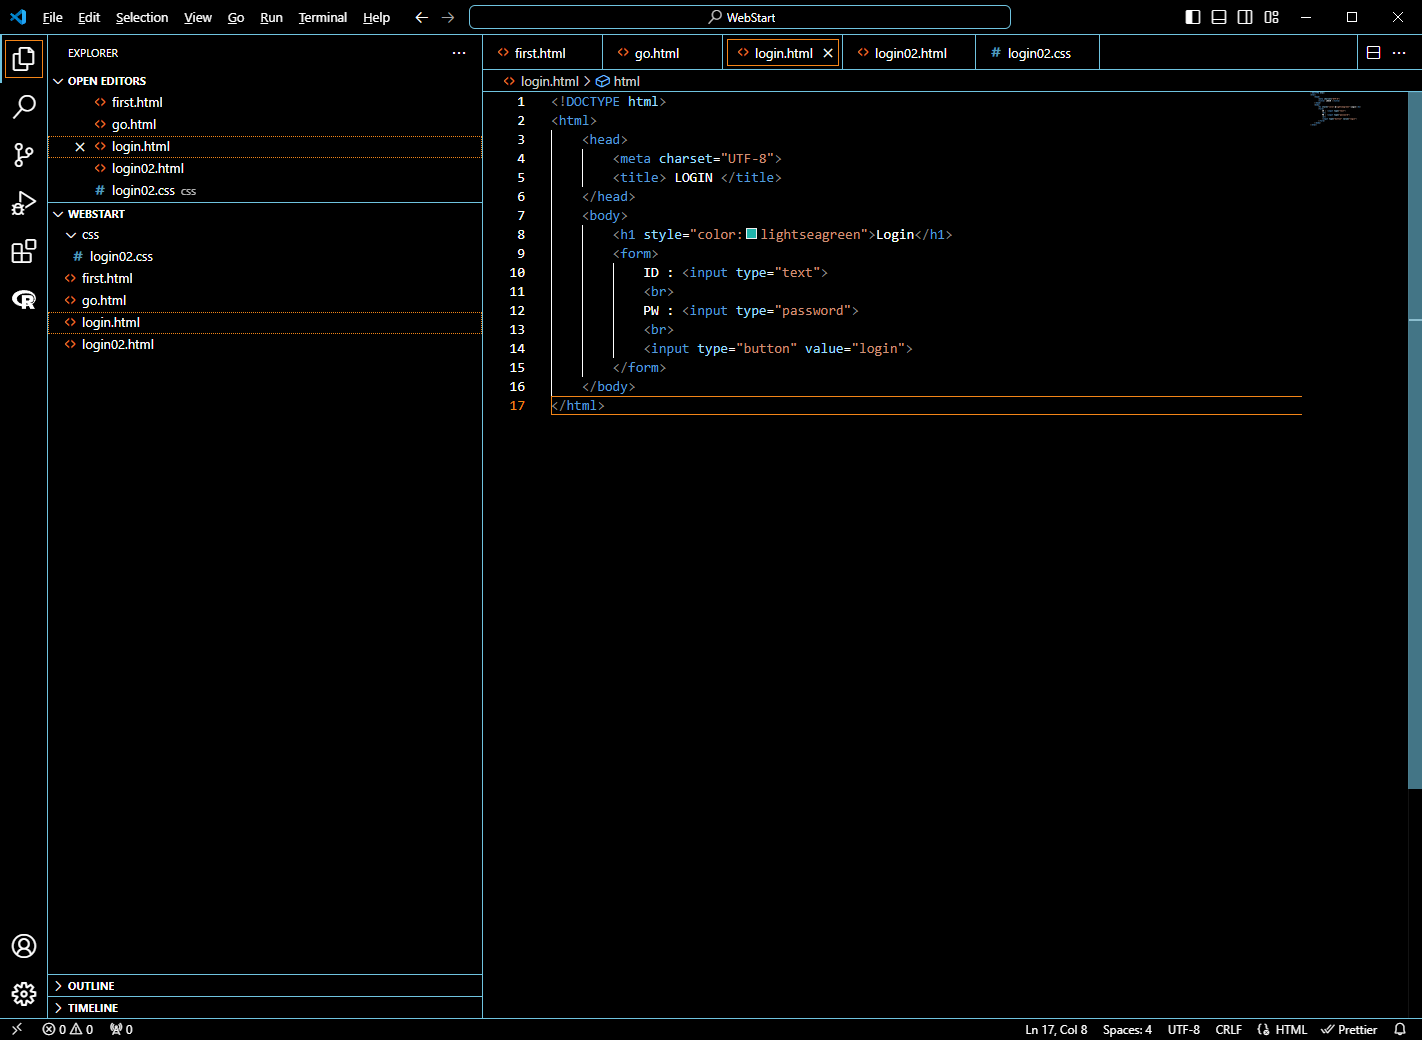 File Edit Selection View Go Run Terminal Help WebStart
EXPLORER
OPEN EDITORS
first.html
go.html
login.html
login02.html
login02.css css
WEBSTART
css
login02.css
first.html
go.html
login.html
login02.html
OUTLINE
TIMELINE
first.html go.html login.html login02.html login02.css
login.html > html
1 <!DOCTYPE html>
2 <html>
3 <head>
4 <meta charset="UTF-8">
5 <title> LOGIN </title>
6 </head>
7 <body>
8 <h1 style="color:lightseagreen">Login</h1>
9 <form>
10 ID : <input type="text">
11 <br>
12 PW : <input type="password">
13 <br>
14 <input type="button" value="login">
15 </form>
16 </body>
17 </html>
0 0 0 Ln 17, Col 8 Spaces: 4 UTF-8 CRLF HTML Prettier